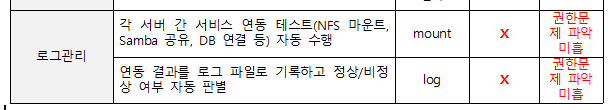 각 서버 간 서비스 연동 테스트(NFS 마운트,
Samba 공유, DB 연결 등) 자동 수행
mount
X
권한문
제 파악
미흡
로그관리
연동 결과를 로그 파일로 기록하고 정상/비정
상 여부 자동 판별
log
X
권한문
제 파악
미흡